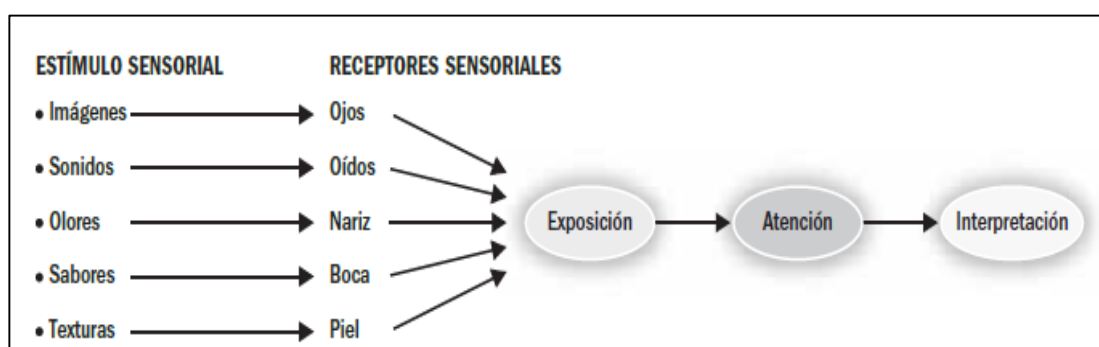 ESTÍMULO SENSORIAL RECEPTORES SENSORIALES
• Imágenes Ojos
• Sonidos Oídos
• Olores Nariz Exposición Atención Interpretación
• Sabores Boca
• Texturas Piel